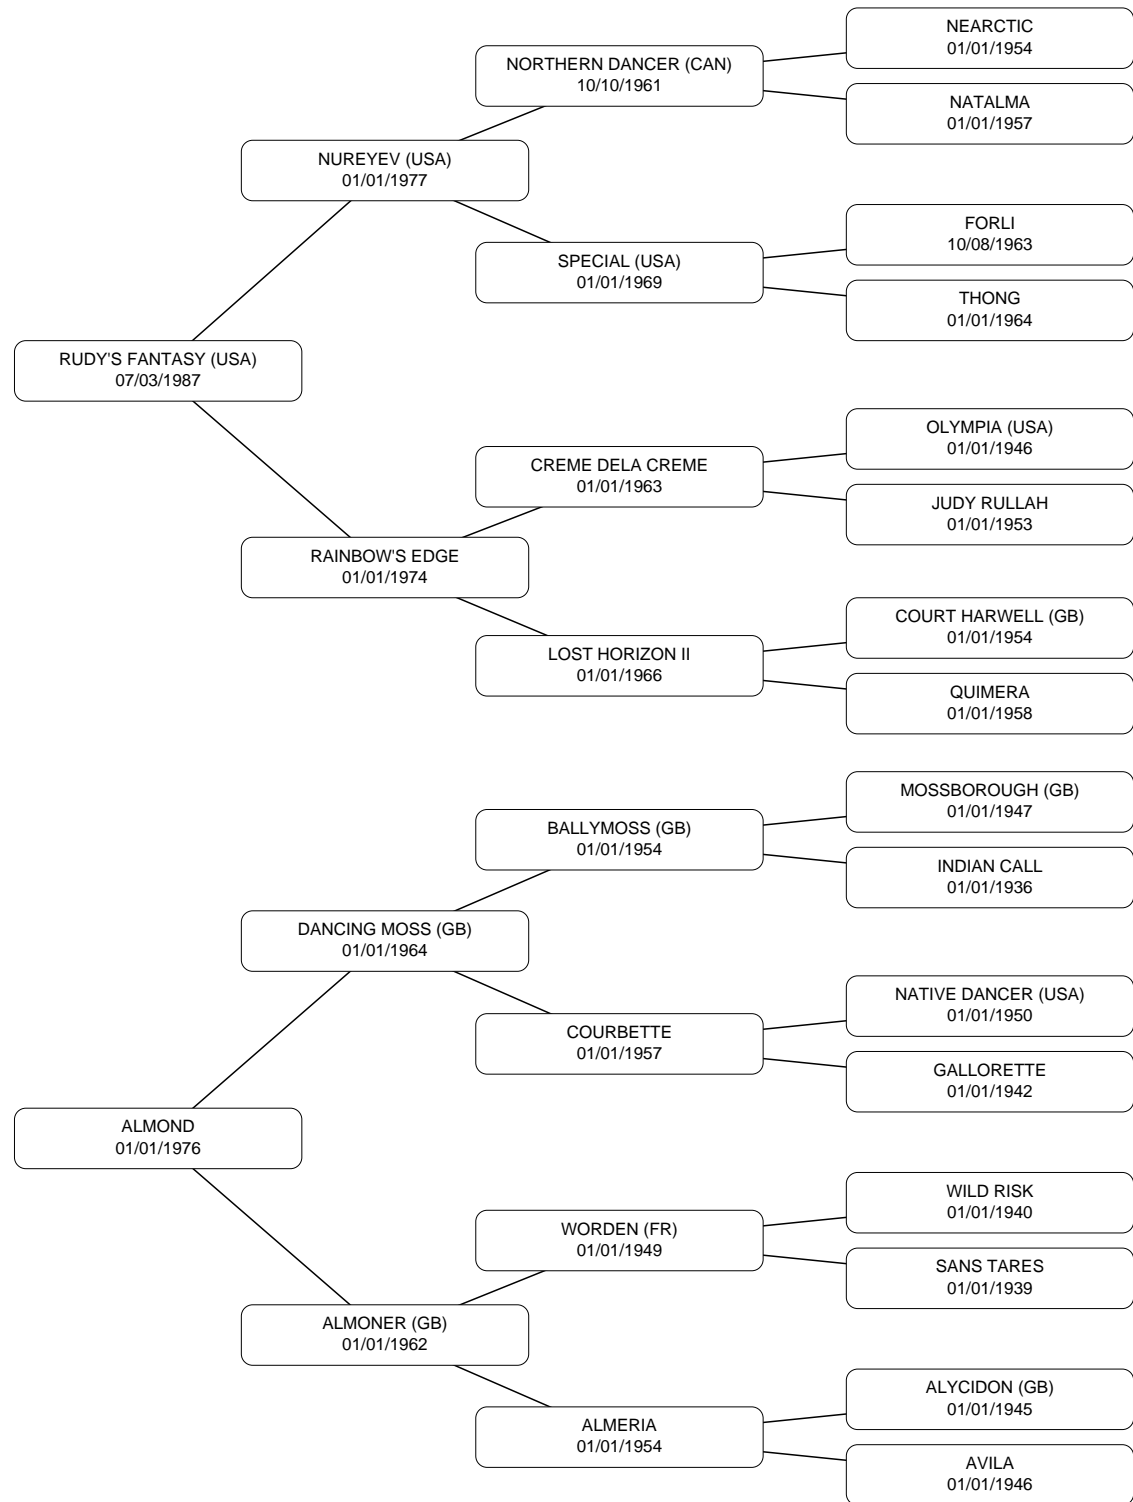 NEARCTIC
01/01/1954
NORTHERN DANCER (CAN)
10/10/1961
NATALMA
01/01/1957
NUREYEV (USA)
01/01/1977
FORLI
10/08/1963
SPECIAL (USA)
01/01/1969
THONG
01/01/1964
RUDY'S FANTASY (USA)
07/03/1987
OLYMPIA (USA)
01/01/1946
CREME DELA CREME
01/01/1963
JUDY RULLAH
01/01/1953
RAINBOW'S EDGE
01/01/1974
COURT HARWELL (GB)
01/01/1954
LOST HORIZON II
01/01/1966
QUIMERA
01/01/1958
MOSSBOROUGH (GB)
01/01/1947
BALLYMOSS (GB)
01/01/1954
INDIAN CALL
01/01/1936
DANCING MOSS (GB)
01/01/1964
NATIVE DANCER (USA)
01/01/1950
COURBETTE
01/01/1957
GALLORETTE
01/01/1942
ALMOND
01/01/1976
WILD RISK
01/01/1940
WORDEN (FR)
01/01/1949
SANS TARES
01/01/1939
ALMONER (GB)
01/01/1962
ALYCIDON (GB)
01/01/1945
ALMERIA
01/01/1954
AVILA
01/01/1946